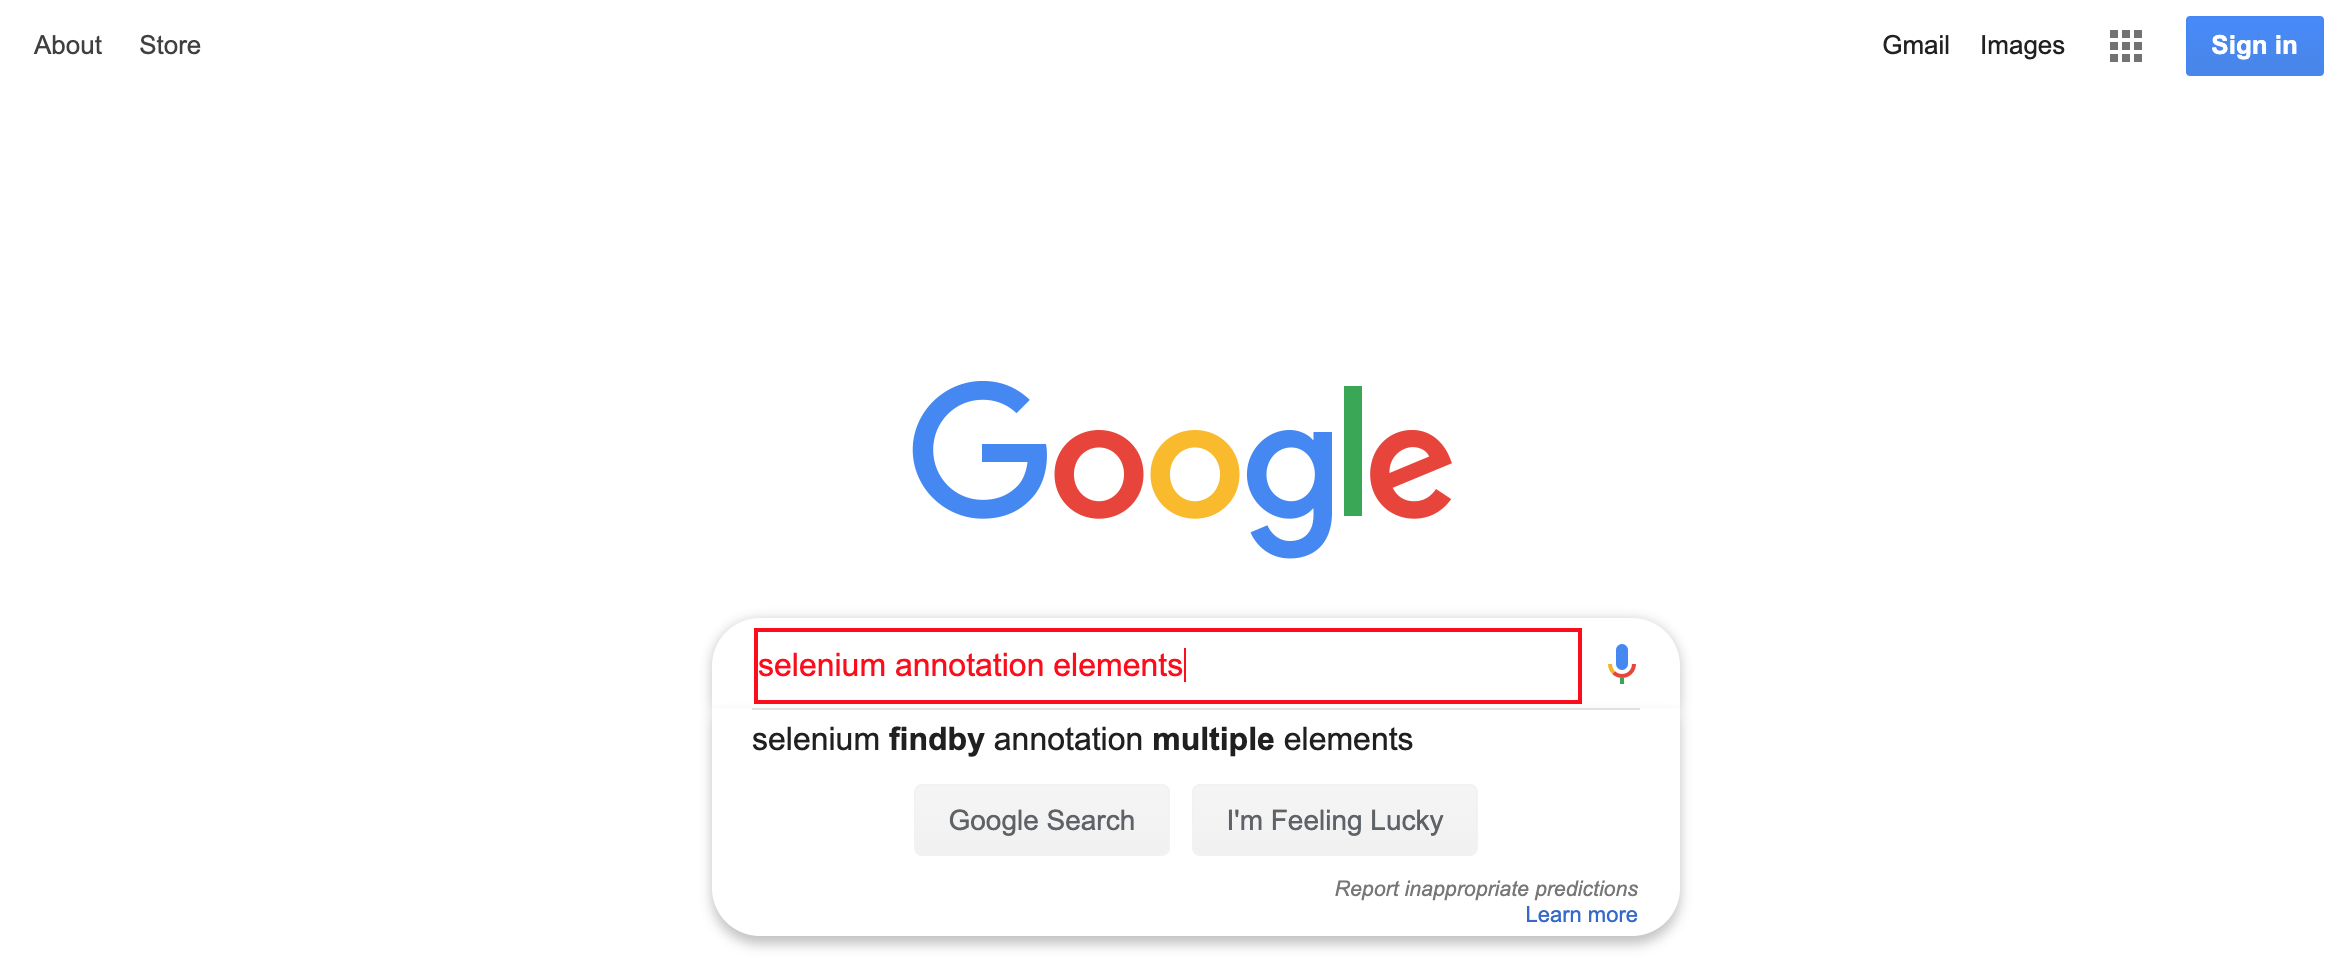 About Store Gmail Images Sign in
Google
selenium annotation elements
selenium findby annotation multiple elements
Google Search I'm Feeling Lucky
Report inappropriate predictions
Learn more